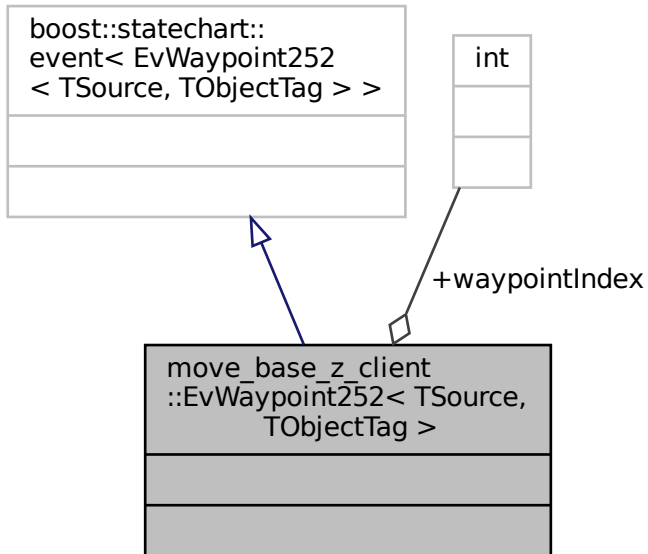 boost::statechart::
event< EvWaypoint252
< TSource, TObjectTag > >
int
+waypointIndex
move_base_z_client
::EvWaypoint252< TSource,
TObjectTag >